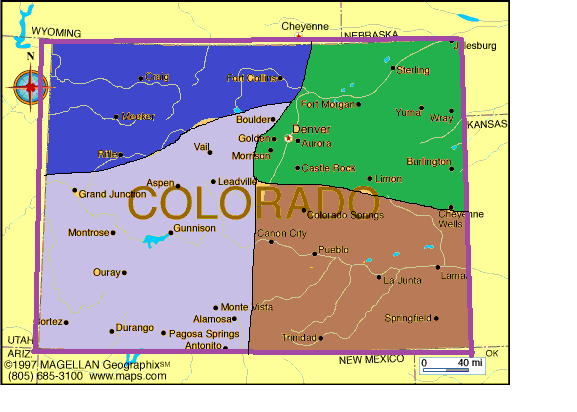 Cheyenne
WYOMING
NEBRASKA
Julesburg
N
Craig
Fort Collins
Sterling
Fort Morgan
Yuma
Wray
Meeker
Boulder
KANSAS
Denver
Golden
Aurora
Vail
Morrison
Rifle
Burlington
Castle Rock
Limon
Aspen
Leadville
Grand Junction
COLORADO
Colorado Springs
Cheyenne
Wells
Montrose
Gunnison
Canon City
Pueblo
Ouray
Lama
La Junta
Monte Vista
Alamosa
Springfield
ortez
Durango
Pagosa Springs
Trinidad
UTAH
Antonito
ARIZ
NEW MEXICO
OK
©1997 MAGELLAN Geographix℠
(805) 685-3100 www.maps.com
0 40 mi